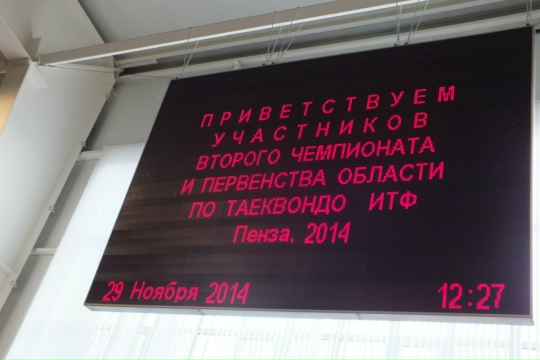 ПРИВЕТСТВУЕМ
УЧАСТНИКОВ
ВТОРОГО ЧЕМПИОНАТА
И ПЕРВЕНСТВА ОБЛАСТИ
ПО ТАЕКВОНДО ИТФ
Пенза, 2014
29 Ноября 2014 12:27